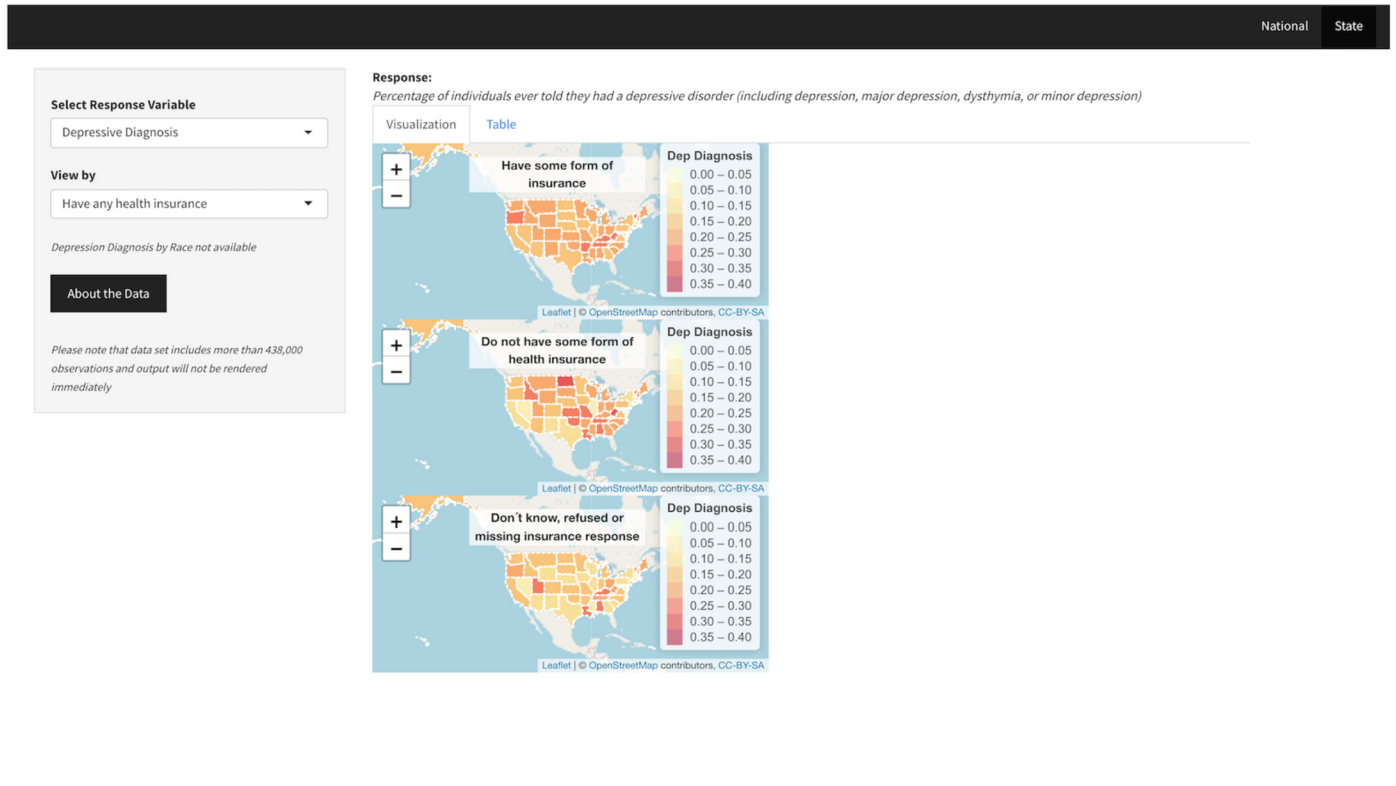 National
State
Select Response Variable
Depressive Diagnosis
View by
Have any health insurance
Depression Diagnosis by Race not available
About the Data
Please note that data set includes more than 438,000
observations and output will not be rendered
immediately
Response:
Percentage of individuals ever told they had a depressive disorder (including depression, major depression, dysthymia, or minor depression)
Visualization
Table
+
−
Have some form of
insurance
Dep Diagnosis
0.00 – 0.05
0.05 – 0.10
0.10 – 0.15
0.15 – 0.20
0.20 – 0.25
0.25 – 0.30
0.30 – 0.35
0.35 – 0.40
Leaflet | © OpenStreetMap contributors, CC-BY-SA
+
−
Do not have some form of
health insurance
Dep Diagnosis
0.00 – 0.05
0.05 – 0.10
0.10 – 0.15
0.15 – 0.20
0.20 – 0.25
0.25 – 0.30
0.30 – 0.35
0.35 – 0.40
Leaflet | © OpenStreetMap contributors, CC-BY-SA
+
−
Don´t know, refused or
missing insurance response
Dep Diagnosis
0.00 – 0.05
0.05 – 0.10
0.10 – 0.15
0.15 – 0.20
0.20 – 0.25
0.25 – 0.30
0.30 – 0.35
0.35 – 0.40
Leaflet | © OpenStreetMap contributors, CC-BY-SA